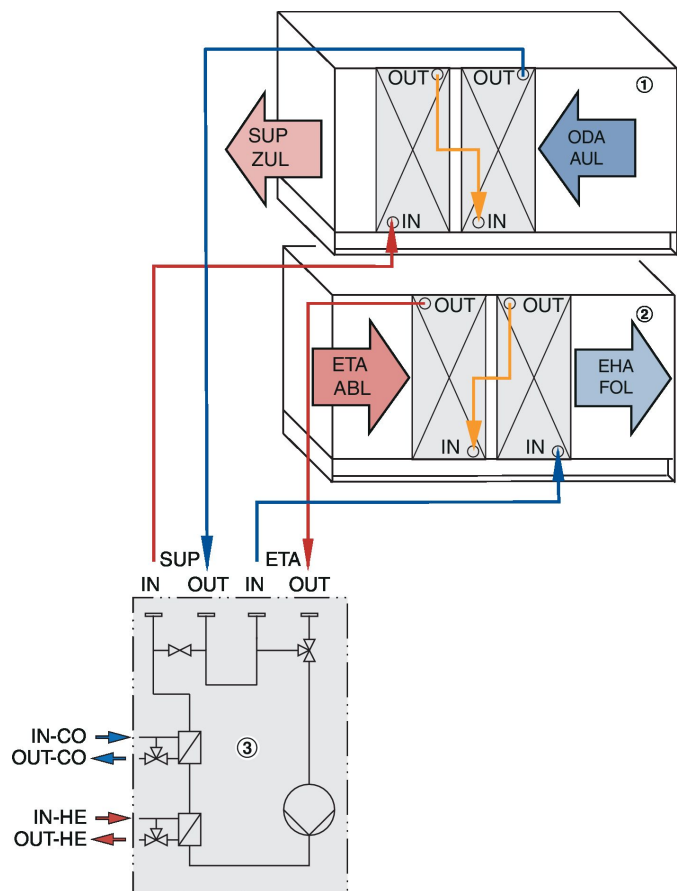 OUT
OUT
①
SUP
ZUL
ODA
AUL
IN
IN
OUT
OUT
②
ETA
ABL
EHA
FOL
IN
IN
SUP
ETA
IN
OUT
IN
OUT
IN-CO
OUT-CO
③
IN-HE
OUT-HE